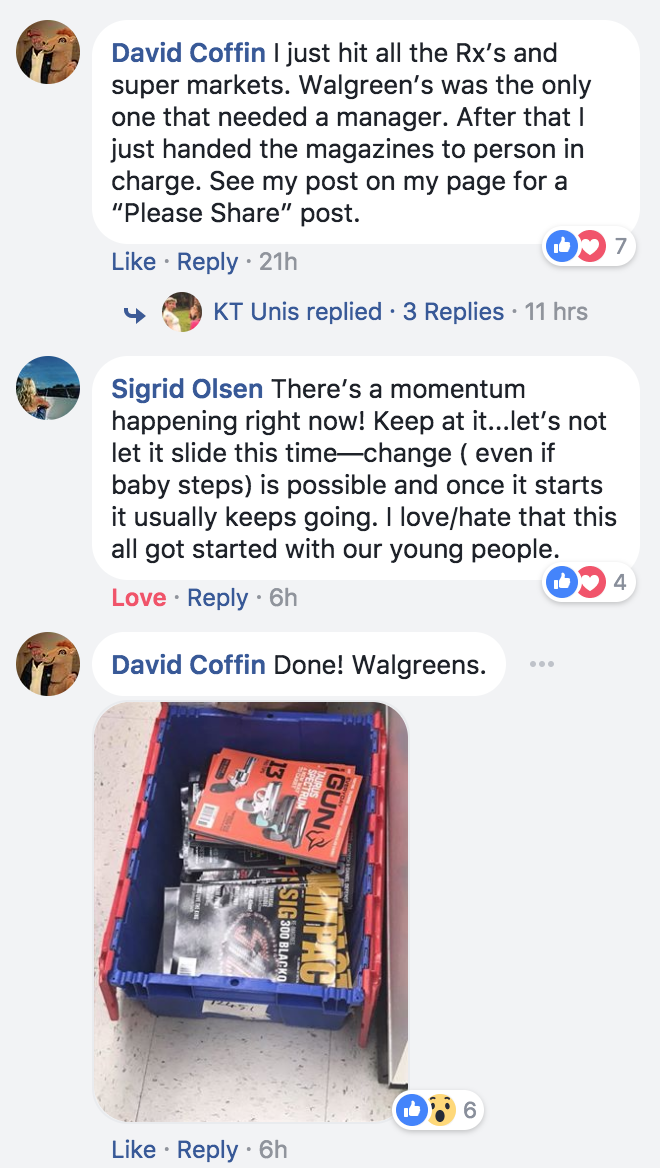 David Coffin I just hit all the Rx’s and
super markets. Walgreen’s was the only
one that needed a manager. After that I
just handed the magazines to person in
charge. See my post on my page for a
“Please Share” post.
7
Like · Reply · 21h
KT Unis replied · 3 Replies · 11 hrs
Sigrid Olsen There’s a momentum
happening right now! Keep at it...let’s not
let it slide this time—change ( even if
baby steps) is possible and once it starts
it usually keeps going. I love/hate that this
all got started with our young people.
4
Love · Reply · 6h
David Coffin Done! Walgreens.
GUN
TAURUS
SPECTRUM
13
IMPACT
SIG
300 BLACKO
6
Like · Reply · 6h